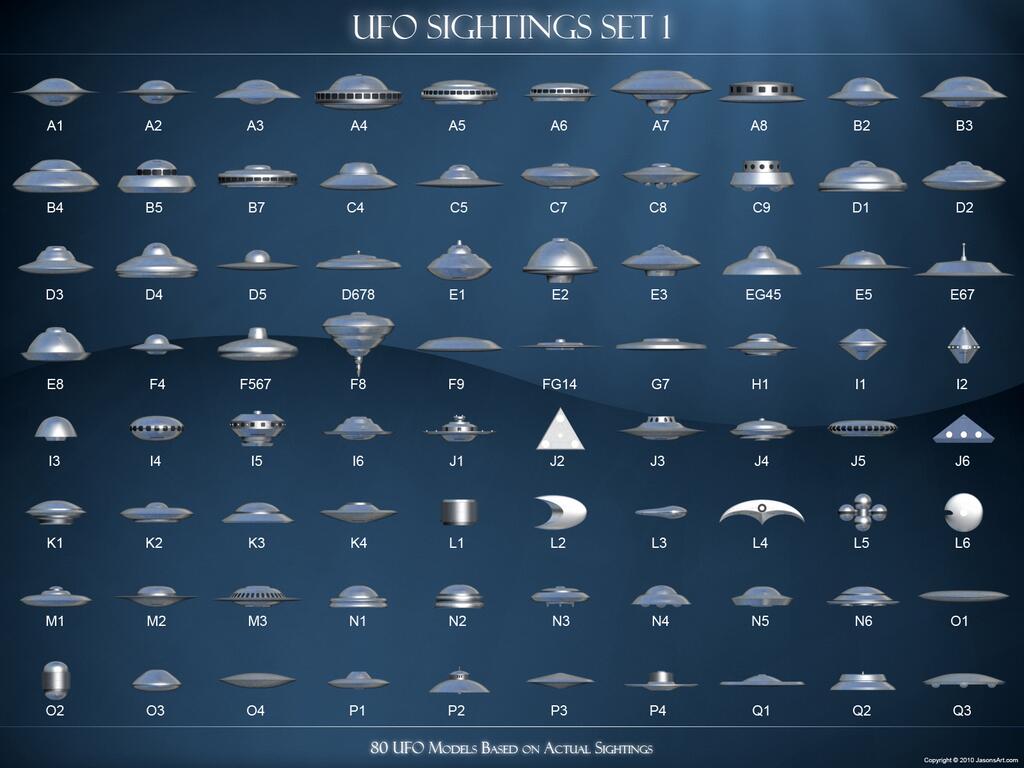 UFO SIGHTINGS SET 1
A1 A2 A3 A4 A5 A6 A7 A8 B2 B3
B4 B5 B7 C4 C5 C7 C8 C9 D1 D2
D3 D4 D5 D678 E1 E2 E3 EG45 E5 E67
E8 F4 F567 F8 F9 FG14 G7 H1 I1 I2
I3 I4 I5 I6 J1 J2 J3 J4 J5 J6
K1 K2 K3 K4 L1 L2 L3 L4 L5 L6
M1 M2 M3 N1 N2 N3 N4 N5 N6 O1
O2 O3 O4 P1 P2 P3 P4 Q1 Q2 Q3
80 UFO Models Based on Actual Sightings
Copyright © 2010 JasonsArt.com